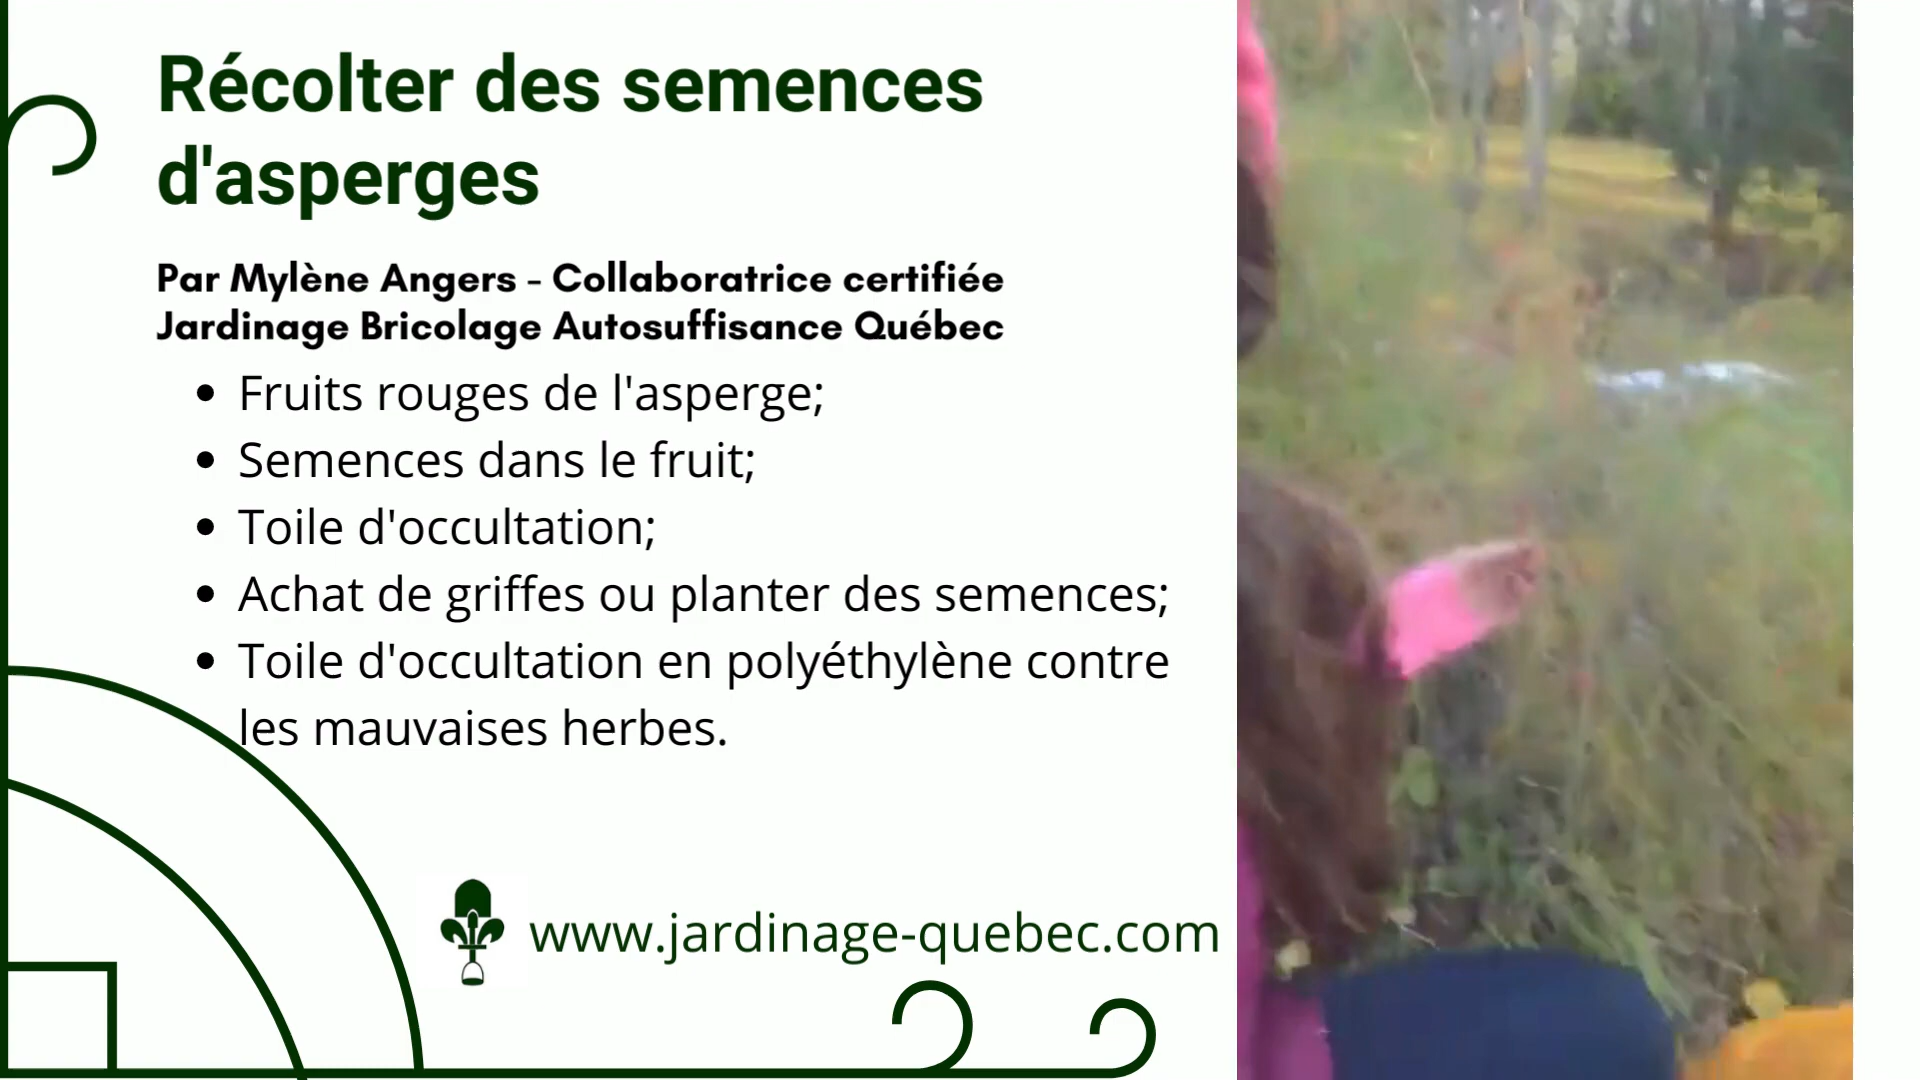 Récolter des semences
d'asperges
Par Mylène Angers - Collaboratrice certifiée
Jardinage Bricolage Autosuffisance Québec
• Fruits rouges de l'asperge;
• Semences dans le fruit;
• Toile d'occultation;
• Achat de griffes ou planter des semences;
• Toile d'occultation en polyéthylène contre
les mauvaises herbes.
www.jardinage-quebec.com